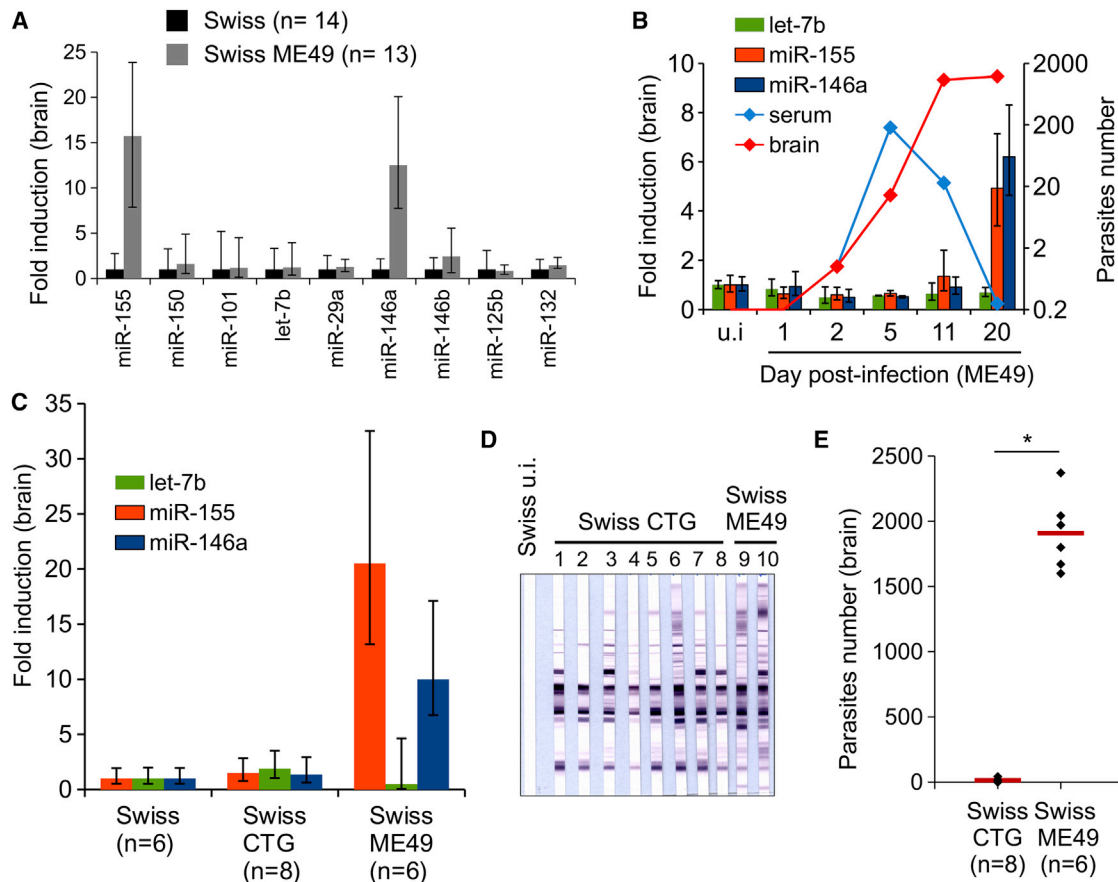 A
Swiss (n= 14)
Swiss ME49 (n= 13)
Fold induction (brain)
25
20
15
10
5
0
miR-155
miR-150
miR-101
let-7b
miR-29a
miR-146a
miR-146b
miR-125b
miR-132
B
let-7b
miR-155
miR-146a
serum
brain
Fold induction (brain)
10
8
6
4
2
0
2000
200
20
2
0.2
Parasites number
u.i 1 2 5 11 20
Day post-infection (ME49)
C
let-7b
miR-155
miR-146a
Fold induction (brain)
35
30
25
20
15
10
5
0
Swiss
(n=6)
Swiss
CTG
(n=8)
Swiss
ME49
(n=6)
D
Swiss u.i.
Swiss CTG
Swiss
ME49
1 2 3 4 5 6 7 8 9 10
E
*
Parasites number (brain)
2500
2000
1500
1000
500
0
Swiss
CTG
(n=8)
Swiss
ME49
(n=6)